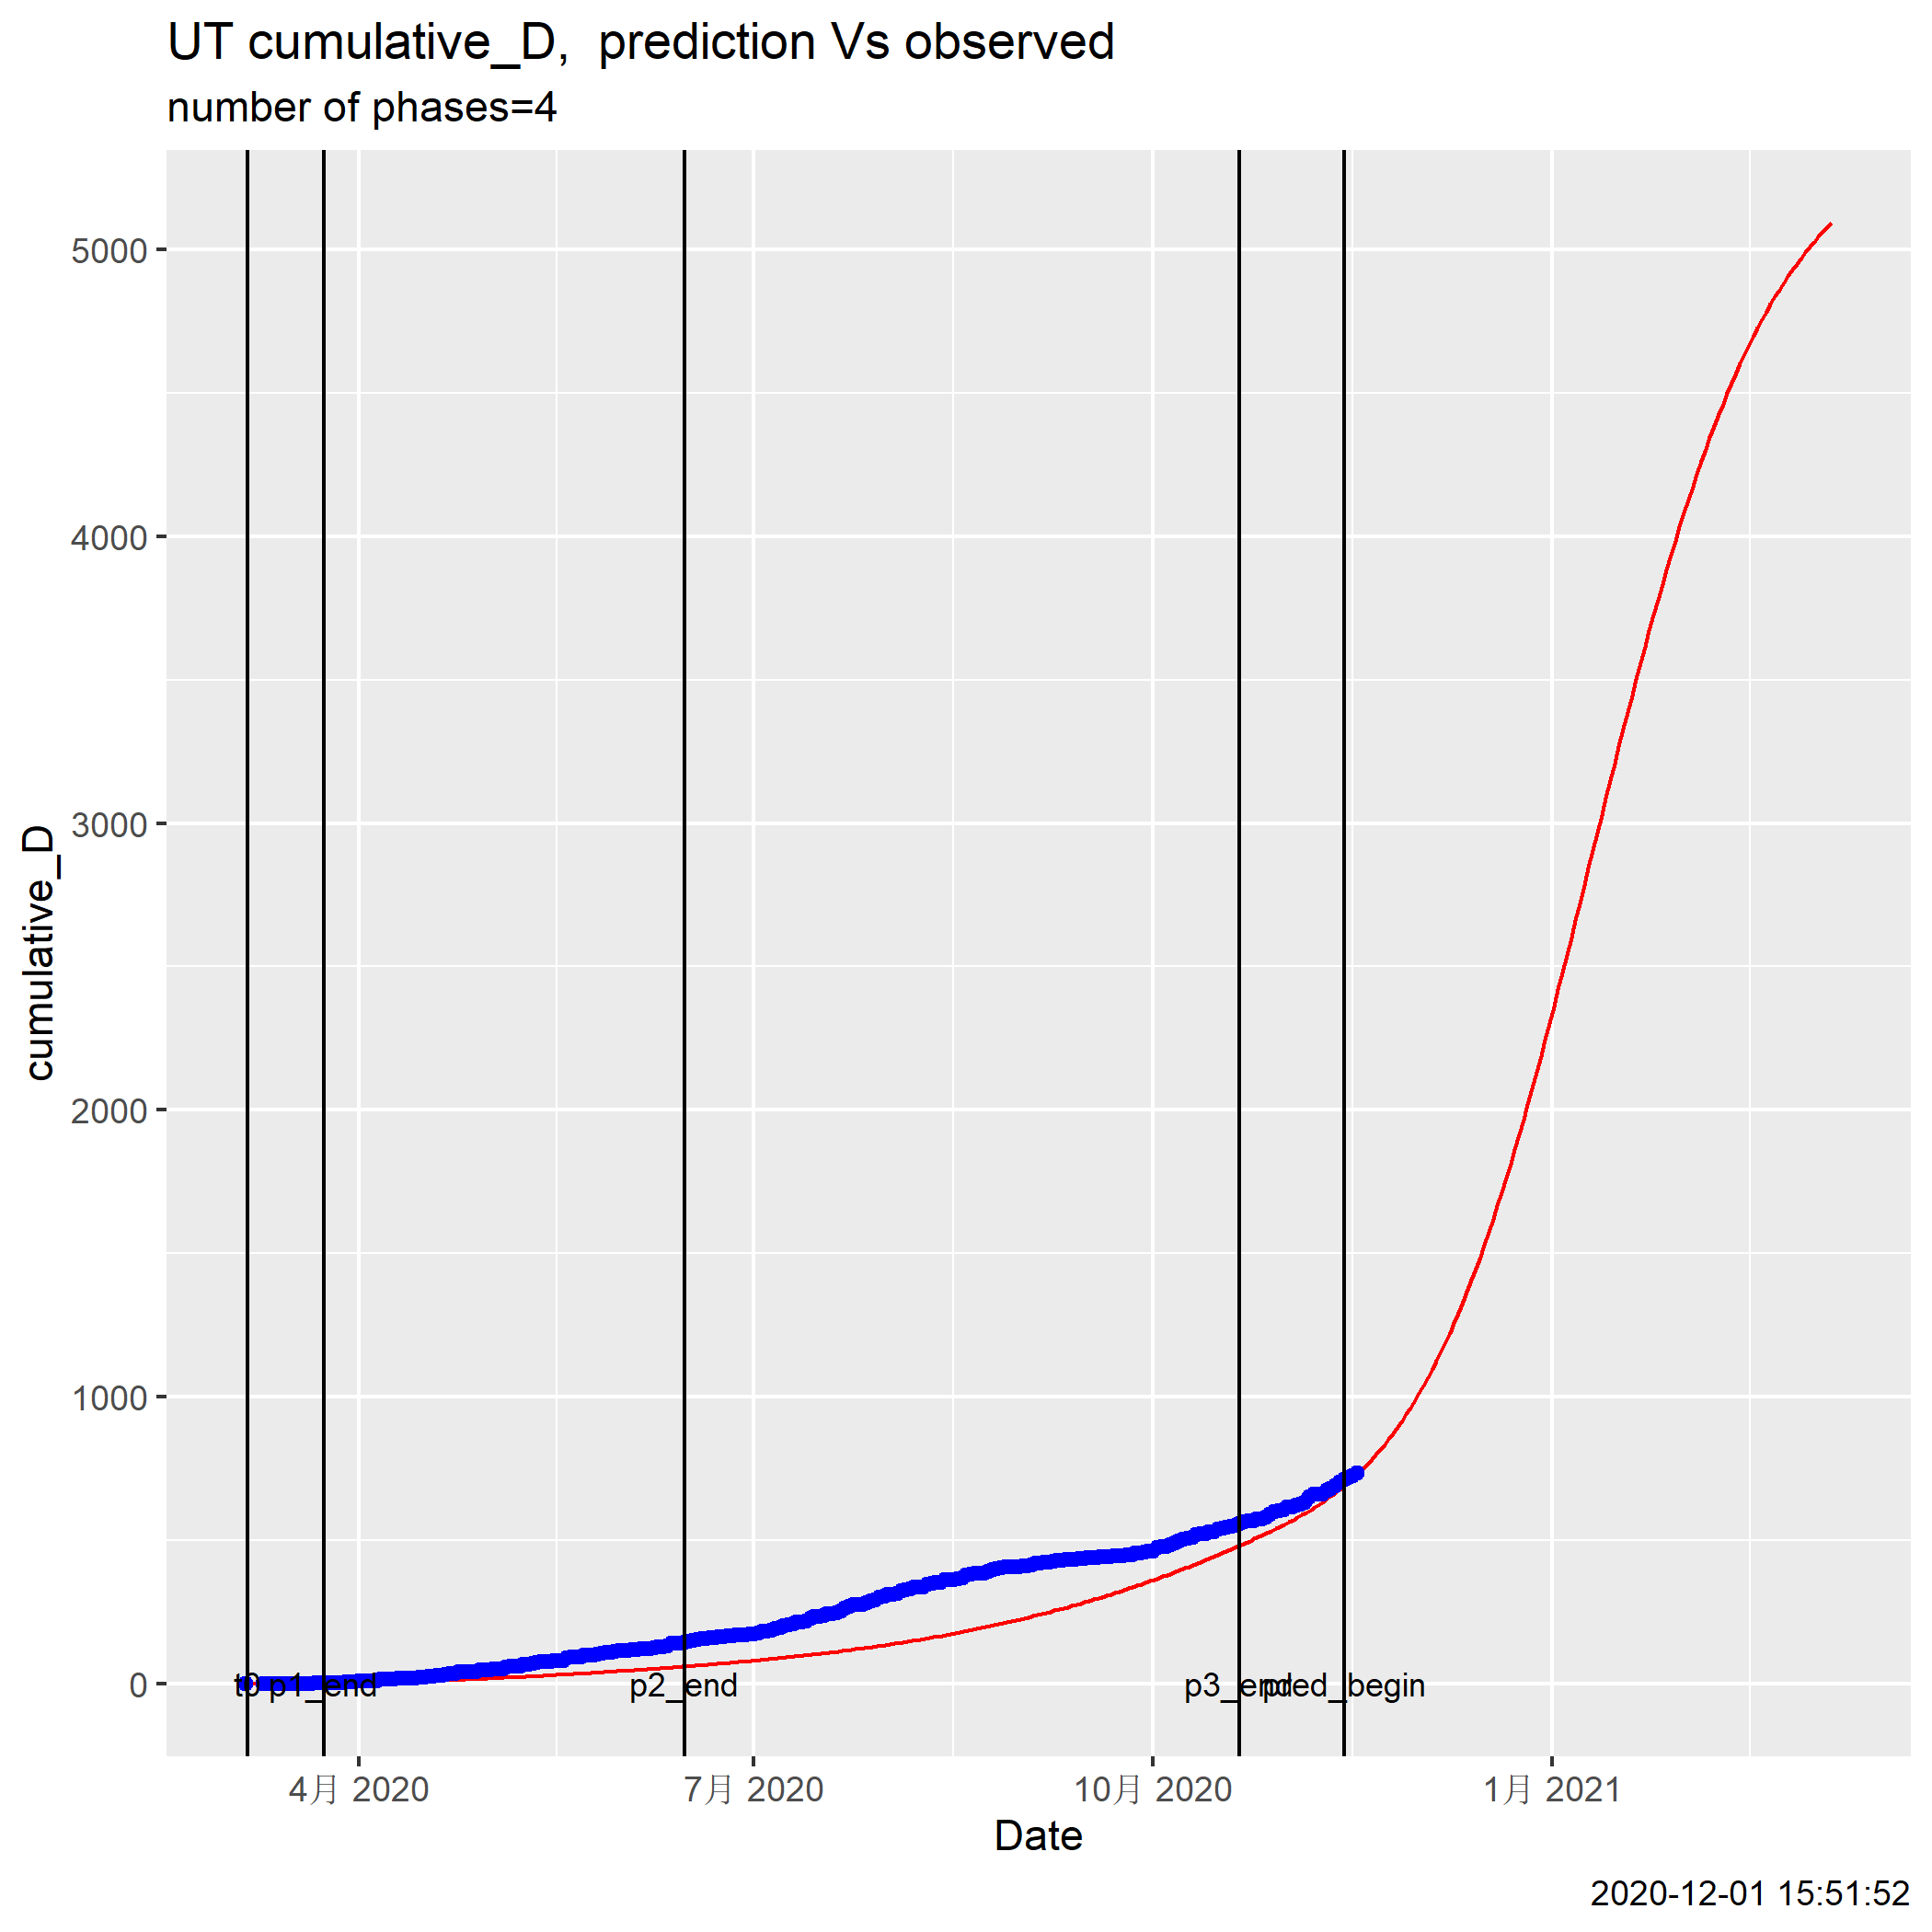 UT cumulative_D,  prediction Vs observed
number of phases=4
cumulative_D
5000
4000
3000
2000
1000
0
t0 p1_end p2_end p3_end pred_begin
4月 2020 7月 2020 10月 2020 1月 2021
Date
2020-12-01 15:51:52